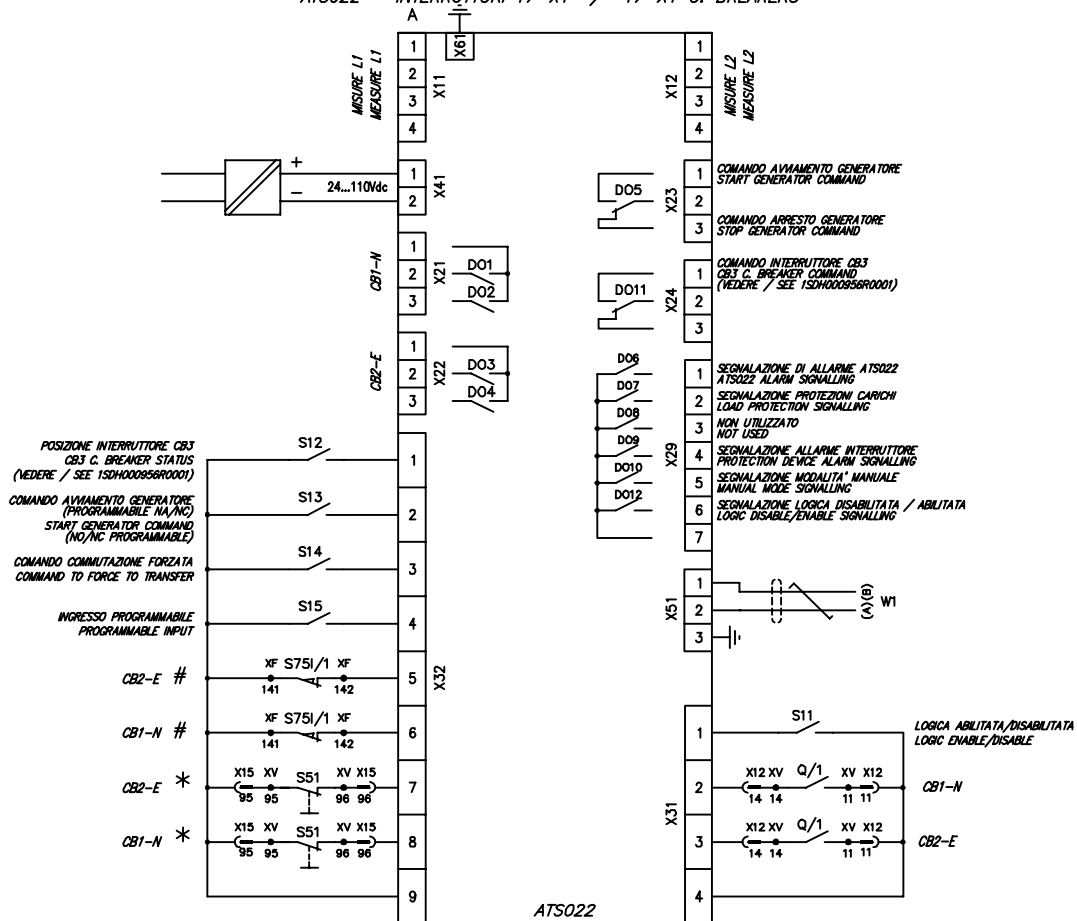 A
X61
1
2
3
4
X11
MISURE L1
MEASURE L1
+
-
24...110Vdc
1
2
X41
CB1-N
1
2
3
X21
DO1
DO2
CB2-E
1
2
3
X22
DO3
DO4
POSIZIONE INTERRUTTORE CB3
CB3 C. BREAKER STATUS
(VEDERE / SEE 1SDH000956R0001)
S12
1
COMANDO AVVIAMENTO GENERATORE
(PROGRAMMABILE NA/NC)
START GENERATOR COMMAND
(NO/NC PROGRAMMABLE)
S13
2
COMANDO COMMUTAZIONE FORZATA
COMMAND TO FORCE TO TRANSFER
S14
3
INGRESSO PROGRAMMABILE
PROGRAMMABLE INPUT
S15
4
X32
CB2-E #
XF S75I/1 XF
141 142
5
CB1-N #
XF S75I/1 XF
141 142
6
CB2-E *
X15 XV S51 XV X15
95 95 96 96
7
CB1-N *
X15 XV S51 XV X15
95 95 96 96
8
9
ATS022
1
2
3
4
X12
MISURE L2
MEASURE L2
DO5
X23
1
2
3
COMANDO AVVIAMENTO GENERATORE
START GENERATOR COMMAND
COMANDO ARRESTO GENERATORE
STOP GENERATOR COMMAND
DO11
X24
1
2
3
COMANDO INTERRUTTORE CB3
CB3 C. BREAKER COMMAND
(VEDERE / SEE 1SDH000956R0001)
DO6
DO7
DO8
DO9
DO10
DO12
X29
1
SEGNALAZIONE DI ALLARME ATS022
ATS022 ALARM SIGNALLING
2
SEGNALAZIONE PROTEZIONI CARICHI
LOAD PROTECTION SIGNALLING
3
NON UTILIZZATO
NOT USED
4
SEGNALAZIONE ALLARME INTERRUTTORE
PROTECTION DEVICE ALARM SIGNALLING
5
SEGNALAZIONE MODALITA' MANUALE
MANUAL MODE SIGNALLING
6
SEGNALAZIONE LOGICA DISABILITATA / ABILITATA
LOGIC DISABLE/ENABLE SIGNALLING
7
X51
1
2
3
(A)(B)
W1
X31
1
S11
LOGICA ABILITATA/DISABILITATA
LOGIC ENABLE/DISABLE
2
X12 XV Q/1 XV X12
14 14 11 11
CB1-N
3
X12 XV Q/1 XV X12
14 14 11 11
CB2-E
4